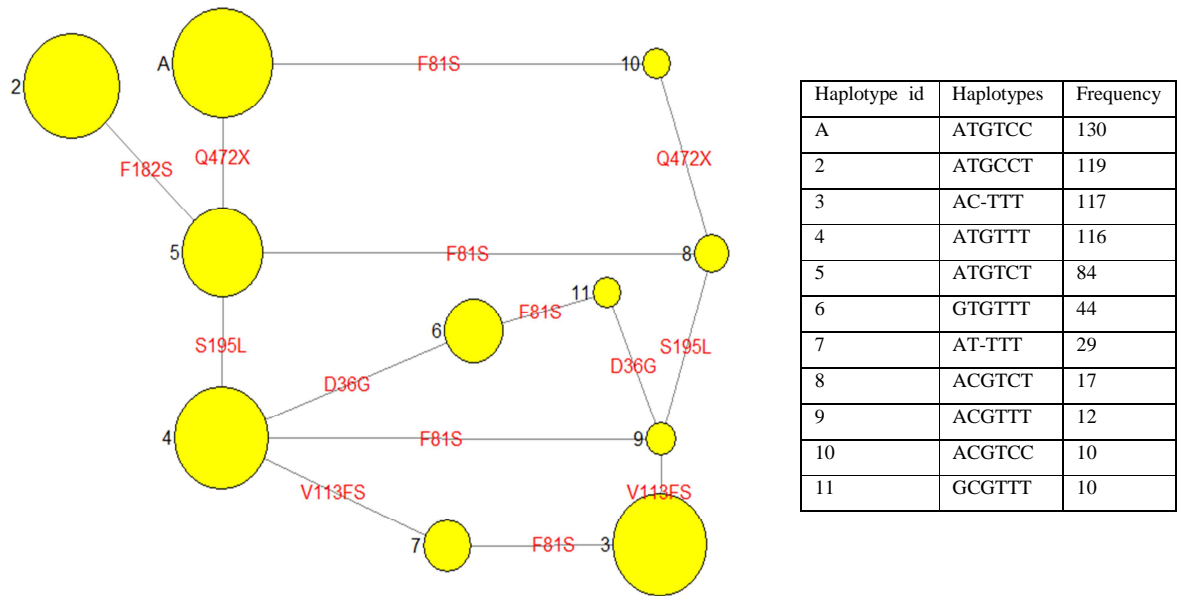 A
F81S
10
2
F182S
Q472X
Q472X
5
F81S
8
11
6
F81S
S195L
S195L
D36G
D36G
4
F81S
9
V113FS
V113FS
7
F81S
3
Haplotype id Haplotypes Frequency
A ATGTCC 130
2 ATGCCT 119
3 AC-TTT 117
4 ATGTTT 116
5 ATGTCT 84
6 GTGTTT 44
7 AT-TTT 29
8 ACGTCT 17
9 ACGTTT 12
10 ACGTCC 10
11 GCGTTT 10